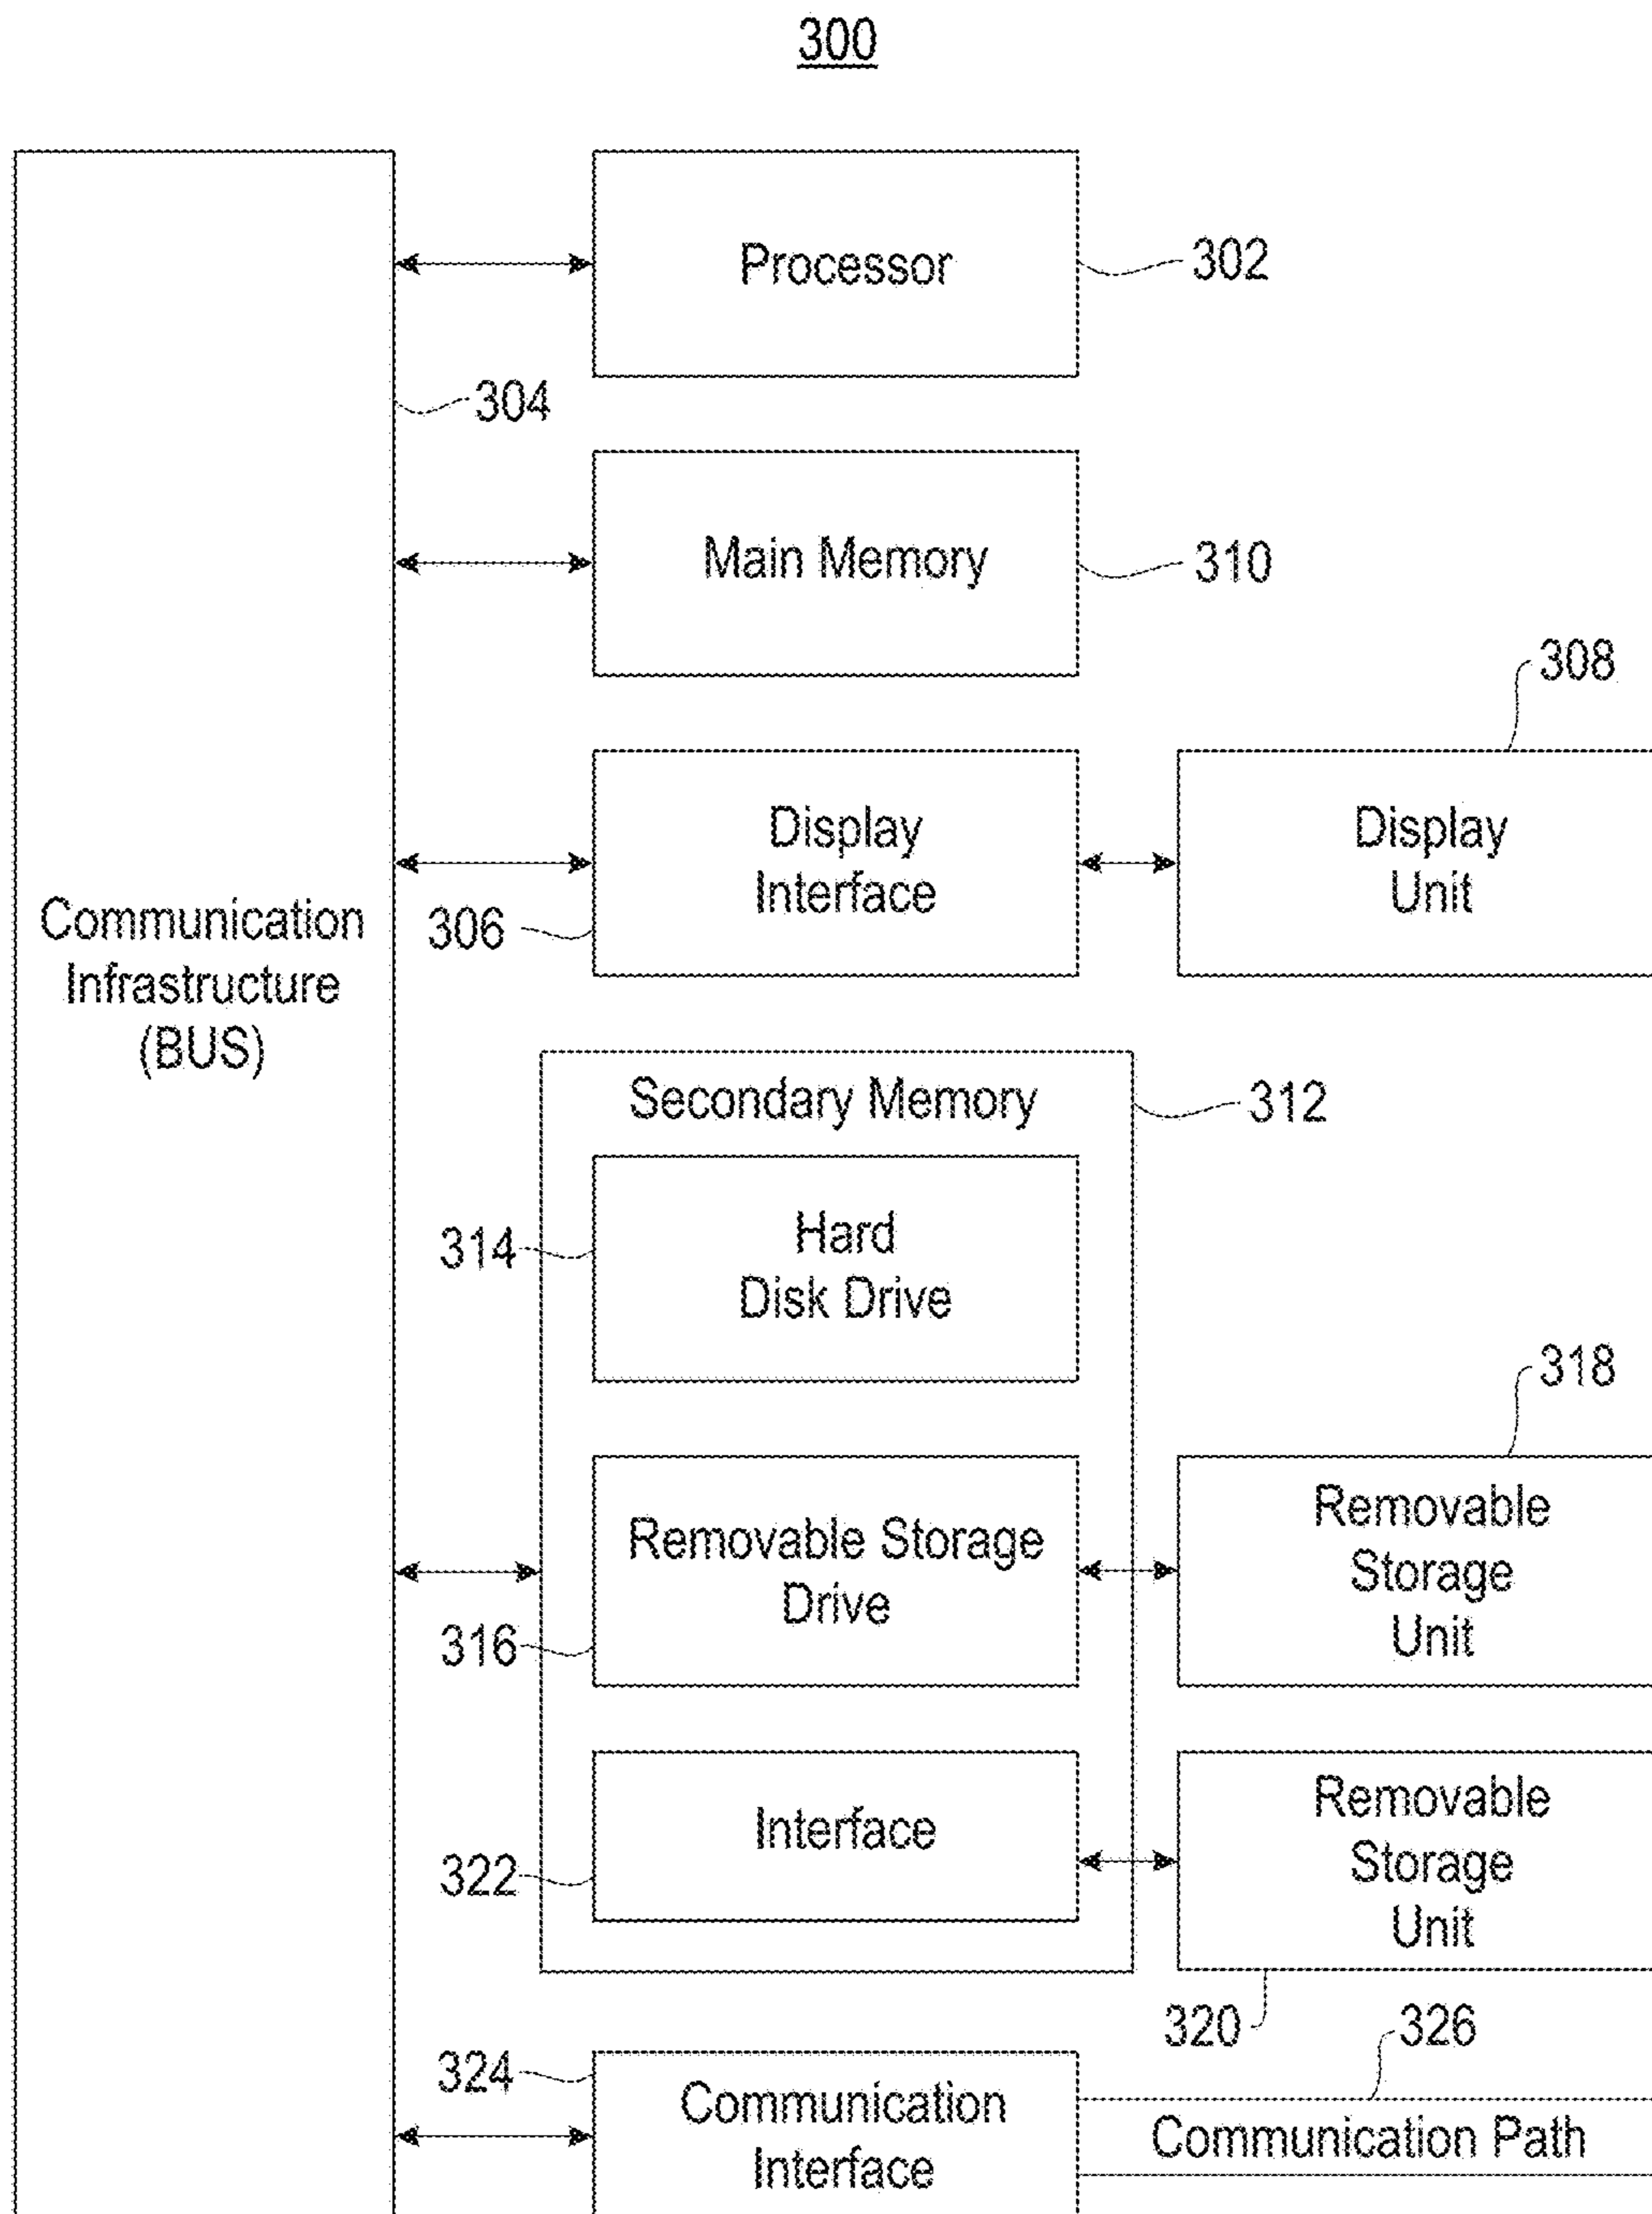 300
Processor
302
304
Main Memory
310
308
Display
Interface
306
Display
Unit
Communication
Infrastructure
(BUS)
Secondary Memory
312
314
Hard
Disk Drive
318
Removable Storage
Drive
316
Removable
Storage
Unit
Interface
322
Removable
Storage
Unit
320
326
324
Communication
Interface
Communication Path